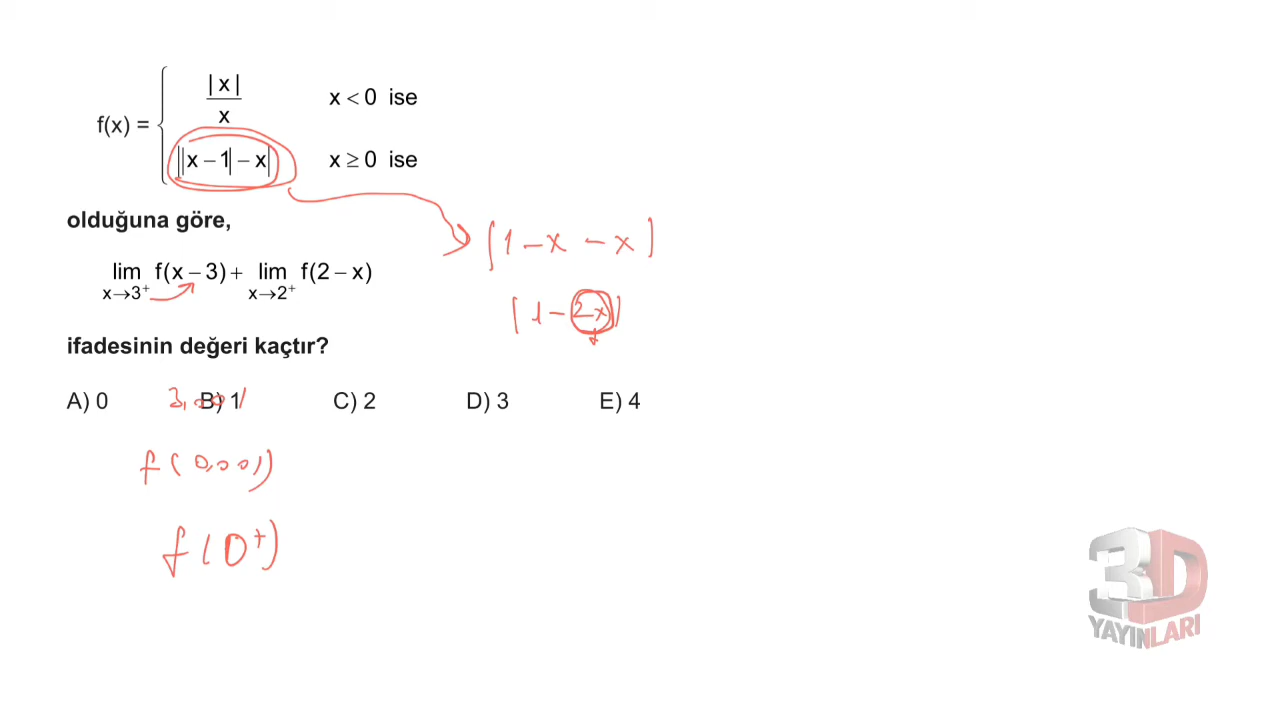 f(x) = { |x|/x x < 0 ise
||x − 1| − x| x ≥ 0 ise
olduğuna göre,
|1 − x − x|
lim x→3⁺ f(x − 3) + lim x→2⁺ f(2 − x)
|1 − 2x|
ifadesinin değeri kaçtır?
A) 0 B) 1 C) 2 D) 3 E) 4
3,001
f(0,001)
f(0⁺)
3D
YAYINLARI